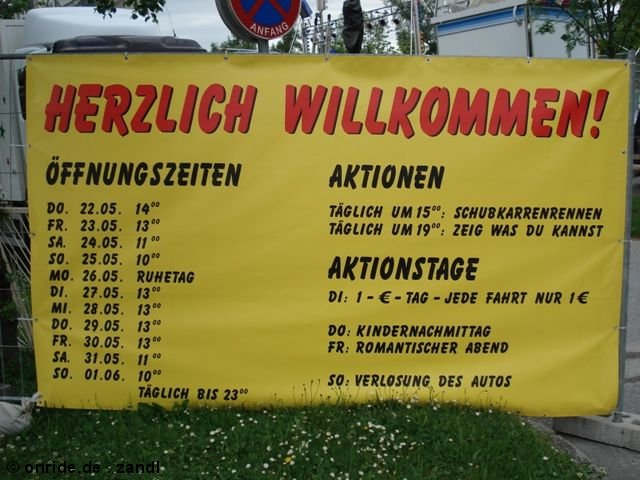 ANFANG
HERZLICH WILLKOMMEN!
ÖFFNUNGSZEITEN
DO. 22.05. 14⁰⁰
FR. 23.05. 13⁰⁰
SA. 24.05. 11⁰⁰
SO. 25.05. 10⁰⁰
MO. 26.05. RUHETAG
DI. 27.05. 13⁰⁰
MI. 28.05. 13⁰⁰
DO. 29.05. 13⁰⁰
FR. 30.05. 13⁰⁰
SA. 31.05. 11⁰⁰
SO. 01.06. 10⁰⁰
TÄGLICH BIS 23⁰⁰
AKTIONEN
TÄGLICH UM 15⁰⁰: SCHUBKARRENRENNEN
TÄGLICH UM 19⁰⁰: ZEIG WAS DU KANNST
AKTIONSTAGE
DI: 1-€-TAG-JEDE FAHRT NUR 1€
DO: KINDERNACHMITTAG
FR: ROMANTISCHER ABEND
SO: VERLOSUNG DES AUTOS
© onride.de : zandl